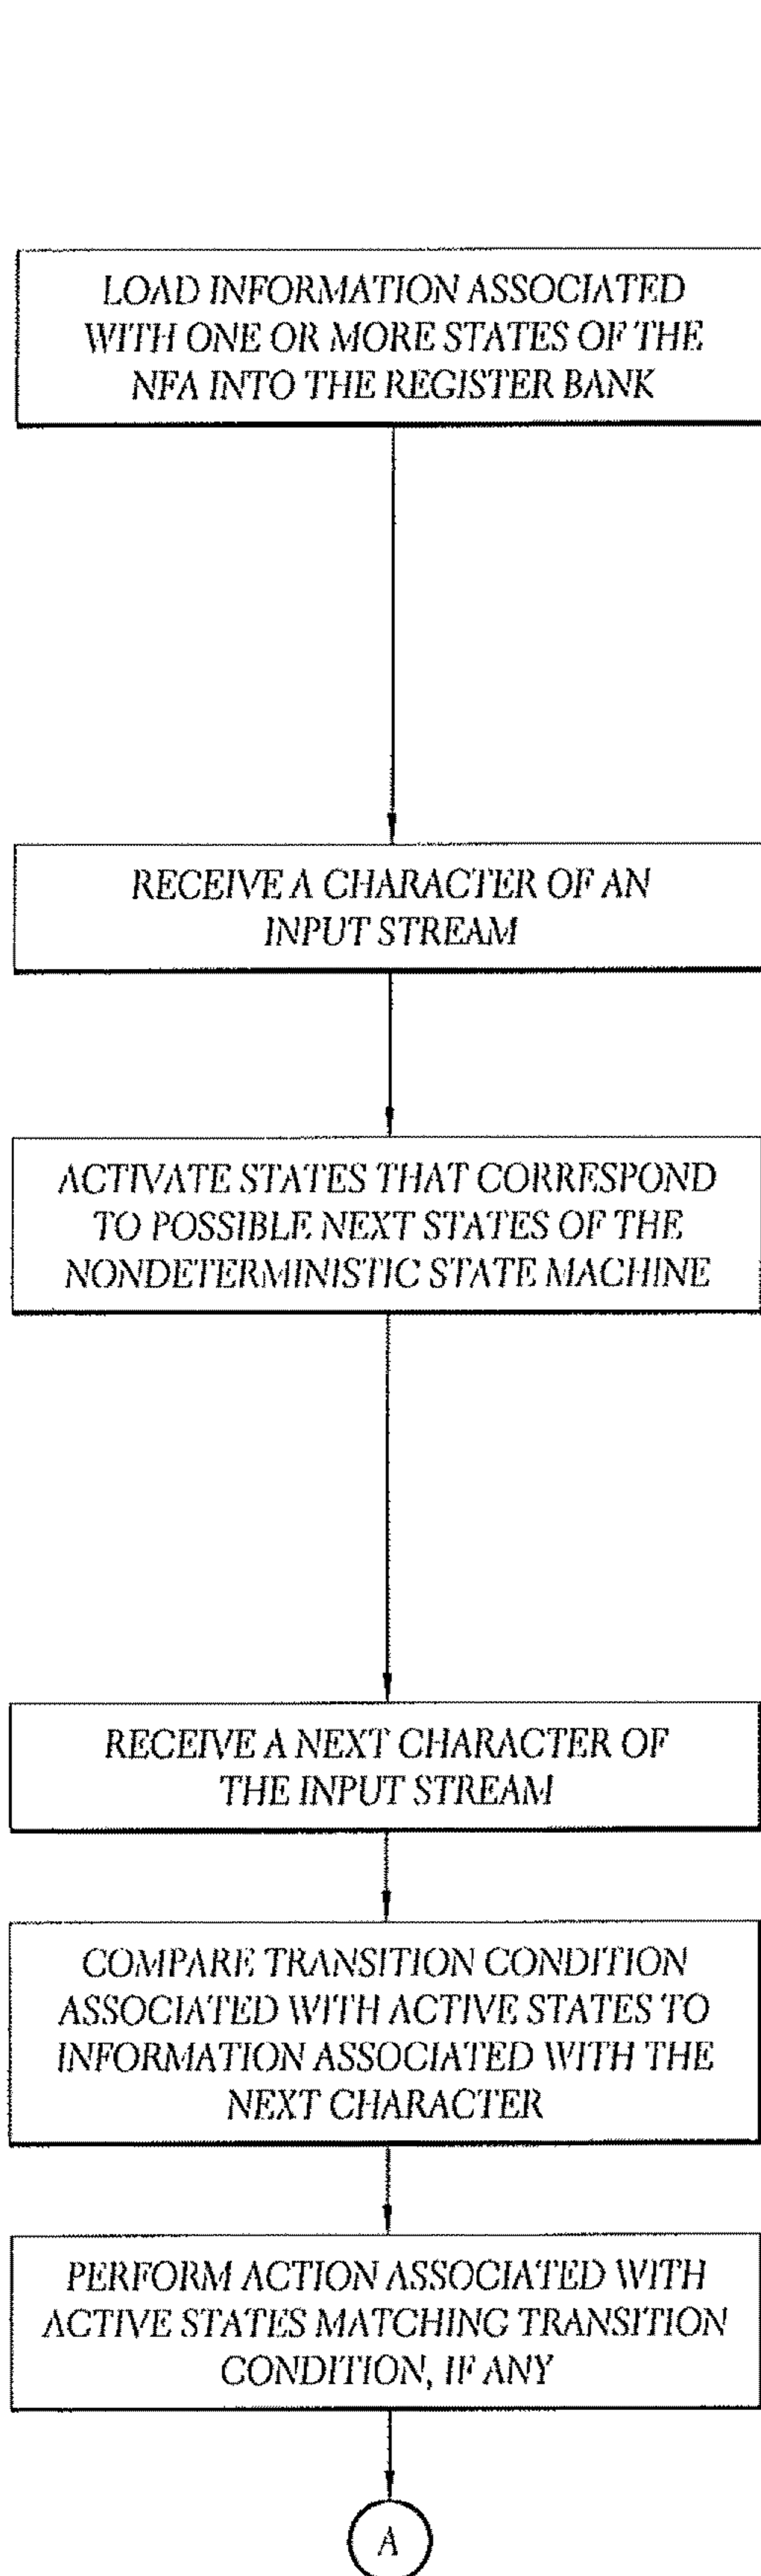 LOAD INFORMATION ASSOCIATED
WITH ONE OR MORE STATES OF THE
NFA INTO THE REGISTER BANK
RECEIVE A CHARACTER OF AN
INPUT STREAM
ACTIVATE STATES THAT CORRESPOND
TO POSSIBLE NEXT STATES OF THE
NONDETERMINISTIC STATE MACHINE
RECEIVE A NEXT CHARACTER OF
THE INPUT STREAM
COMPARE TRANSITION CONDITION
ASSOCIATED WITH ACTIVE STATES TO
INFORMATION ASSOCIATED WITH THE
NEXT CHARACTER
PERFORM ACTION ASSOCIATED WITH
ACTIVE STATES MATCHING TRANSITION
CONDITION, IF ANY
A